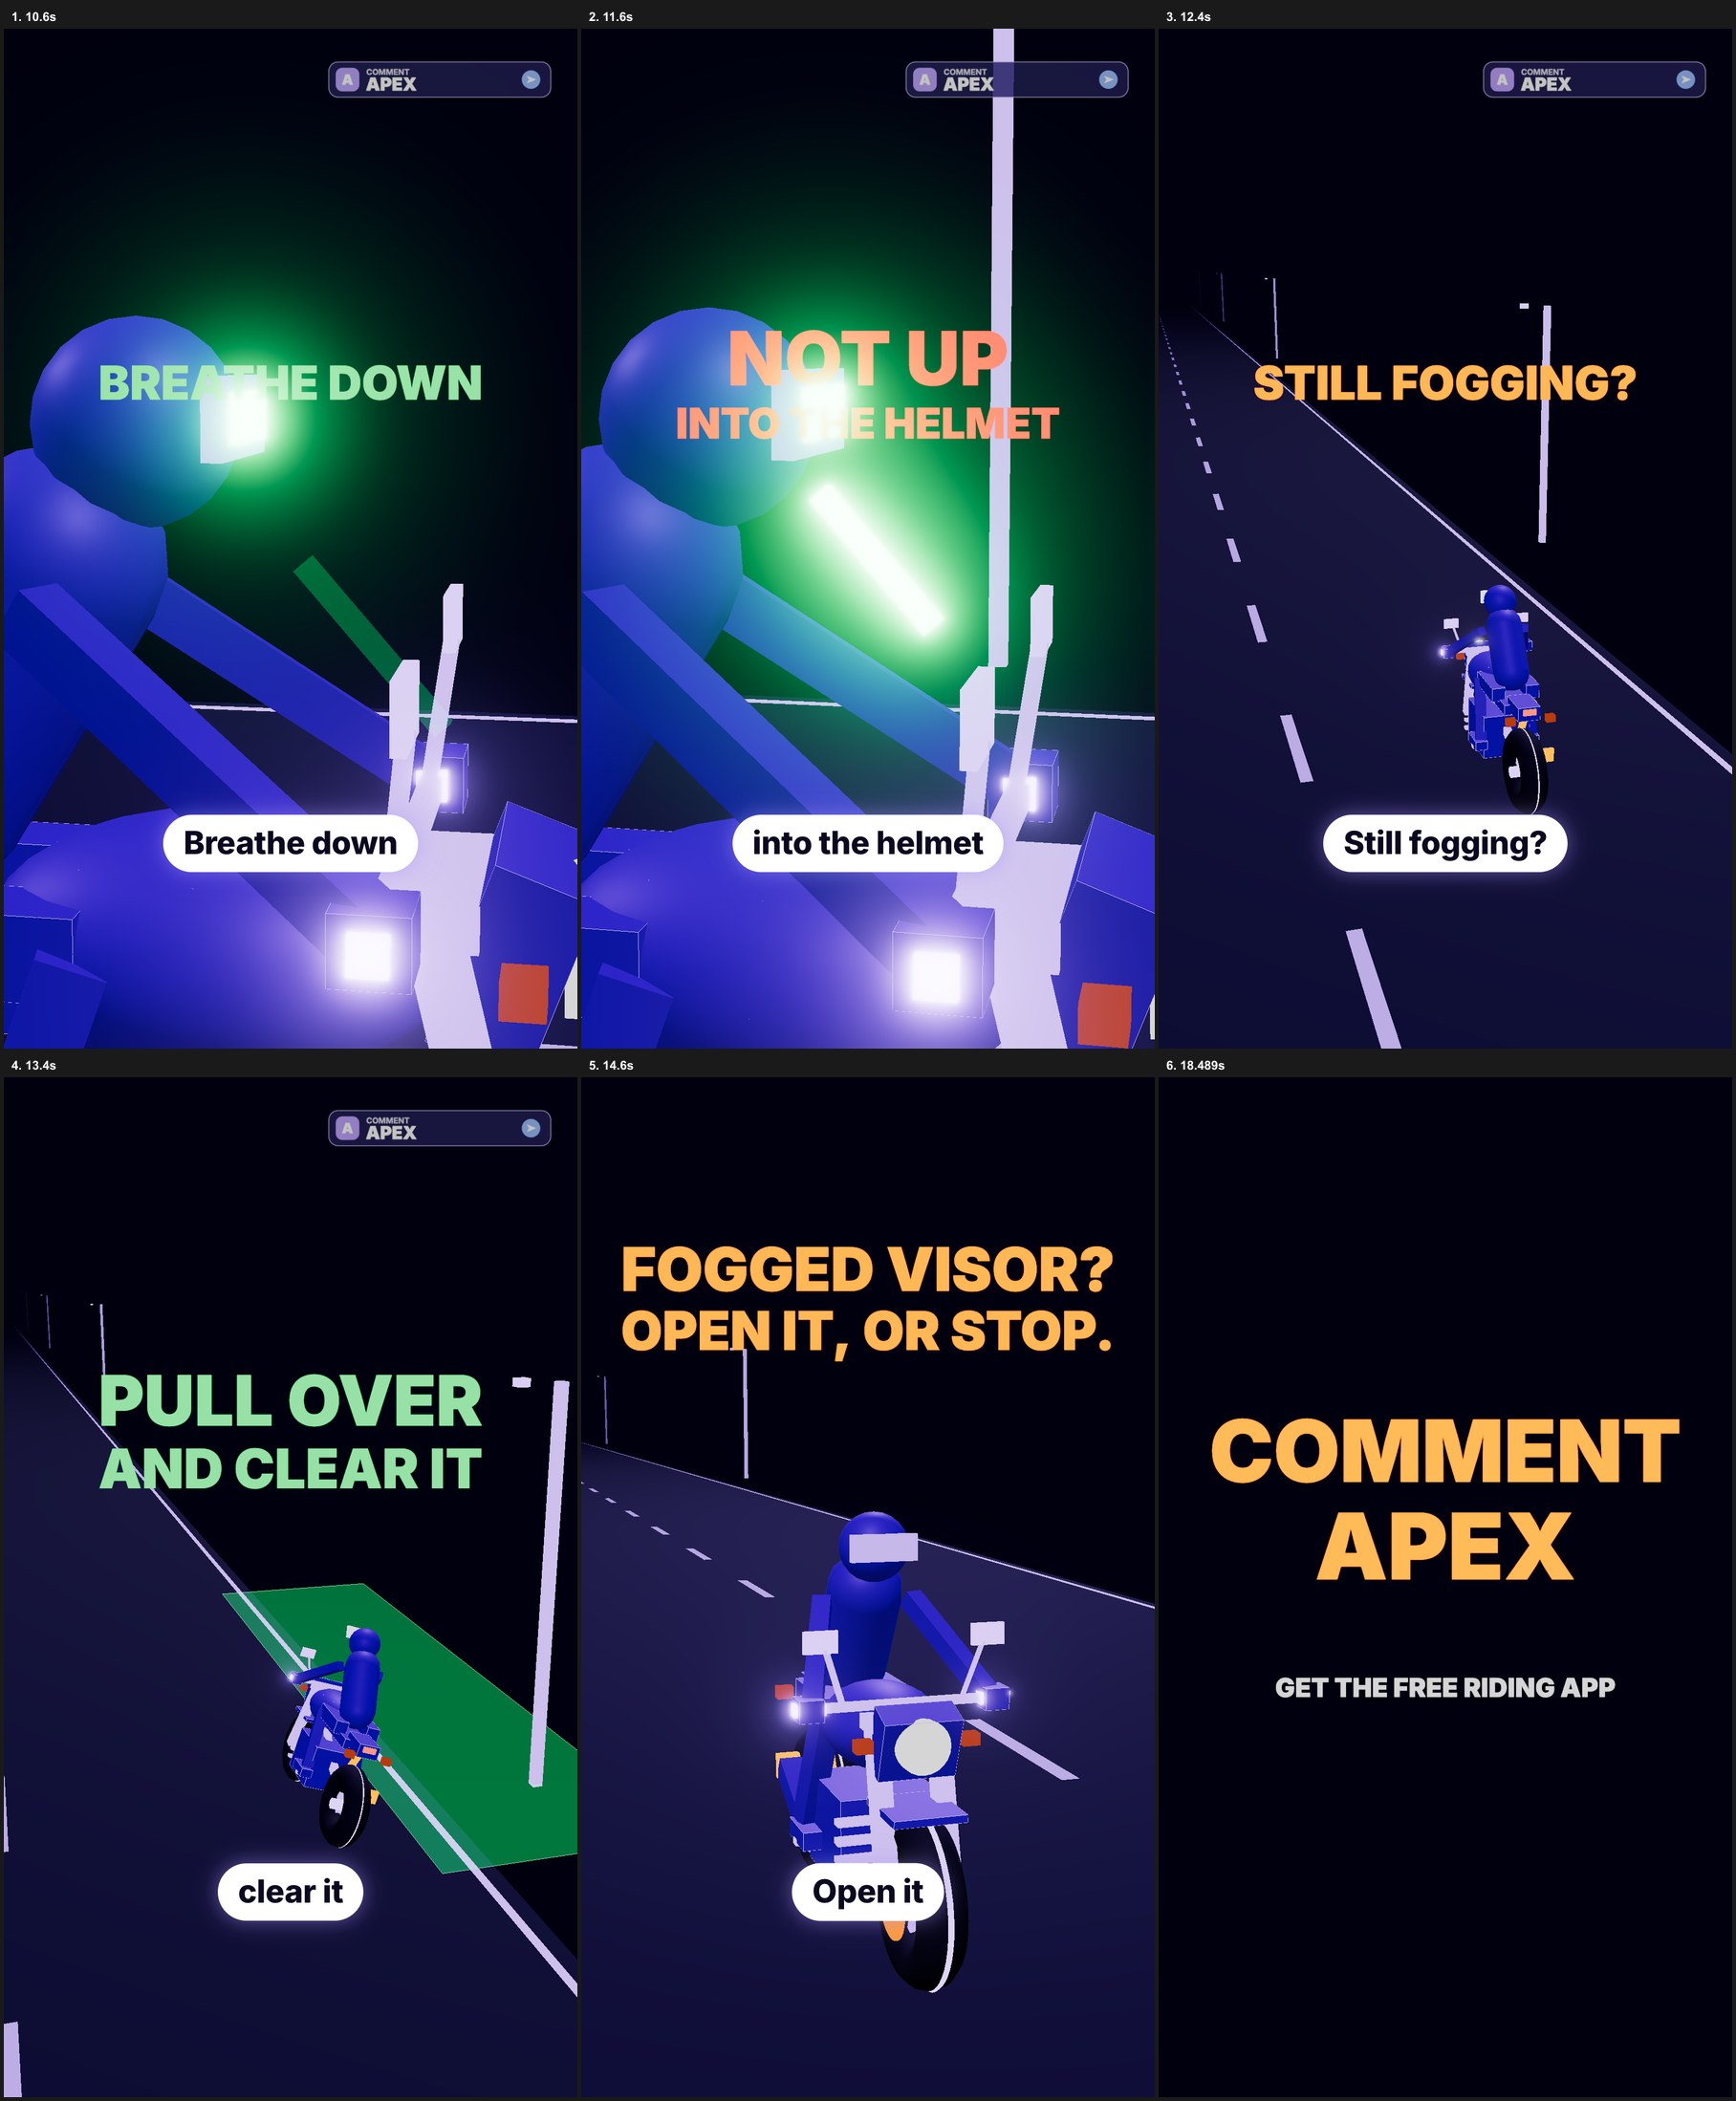 1. 10.6s
A COMMENT
APEX
BREATHE DOWN
Breathe down
2. 11.6s
A COMMENT
APEX
NOT UP
INTO THE HELMET
into the helmet
3. 12.4s
A COMMENT
APEX
STILL FOGGING?
Still fogging?
4. 13.4s
A COMMENT
APEX
PULL OVER
AND CLEAR IT
clear it
5. 14.6s
FOGGED VISOR?
OPEN IT, OR STOP.
Open it
6. 18.489s
COMMENT
APEX
GET THE FREE RIDING APP